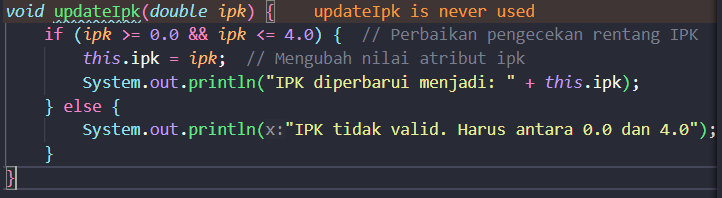 void updateIpk(double ipk) {    updateIpk is never used
    if (ipk >= 0.0 && ipk <= 4.0) {  // Perbaikan pengecekan rentang IPK
        this.ipk = ipk;  // Mengubah nilai atribut ipk
        System.out.println("IPK diperbarui menjadi: " + this.ipk);
    } else {
        System.out.println(x:"IPK tidak valid. Harus antara 0.0 dan 4.0");
    }
}